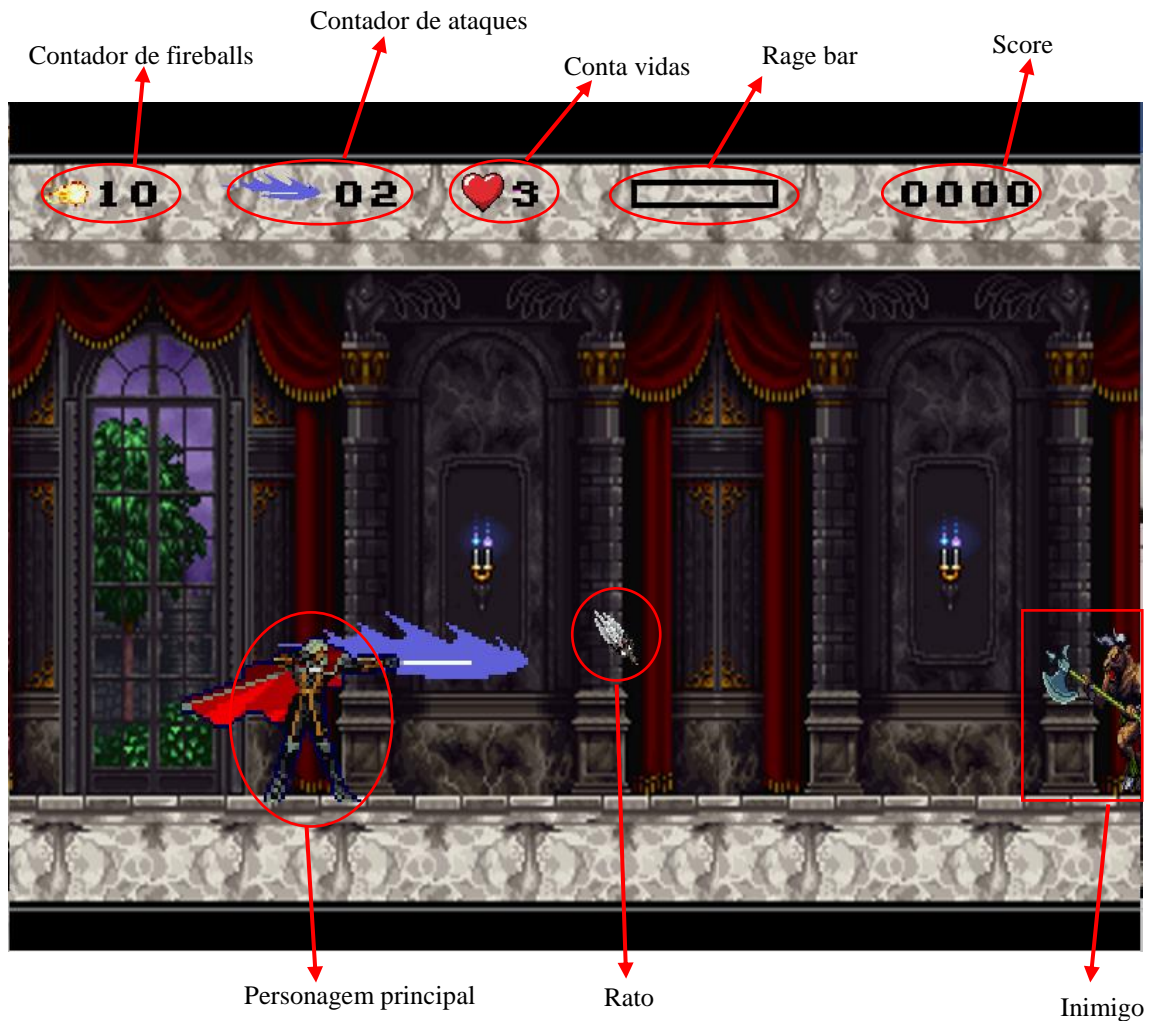 Contador de ataques
Contador de fireballs
Conta vidas
Rage bar
Score
10
02
3
0000
Personagem principal
Rato
Inimigo